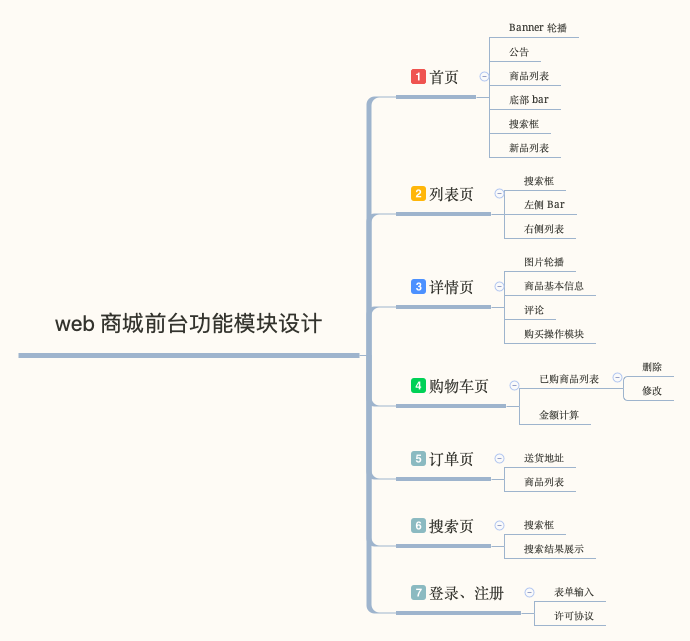 web 商城前台功能模块设计
1 首页
Banner 轮播
公告
商品列表
底部 bar
搜索框
新品列表
2 列表页
搜索框
左侧 Bar
右侧列表
3 详情页
图片轮播
商品基本信息
评论
购买操作模块
4 购物车页
已购商品列表
删除
修改
金额计算
5 订单页
送货地址
商品列表
6 搜索页
搜索框
搜索结果展示
7 登录、注册
表单输入
许可协议